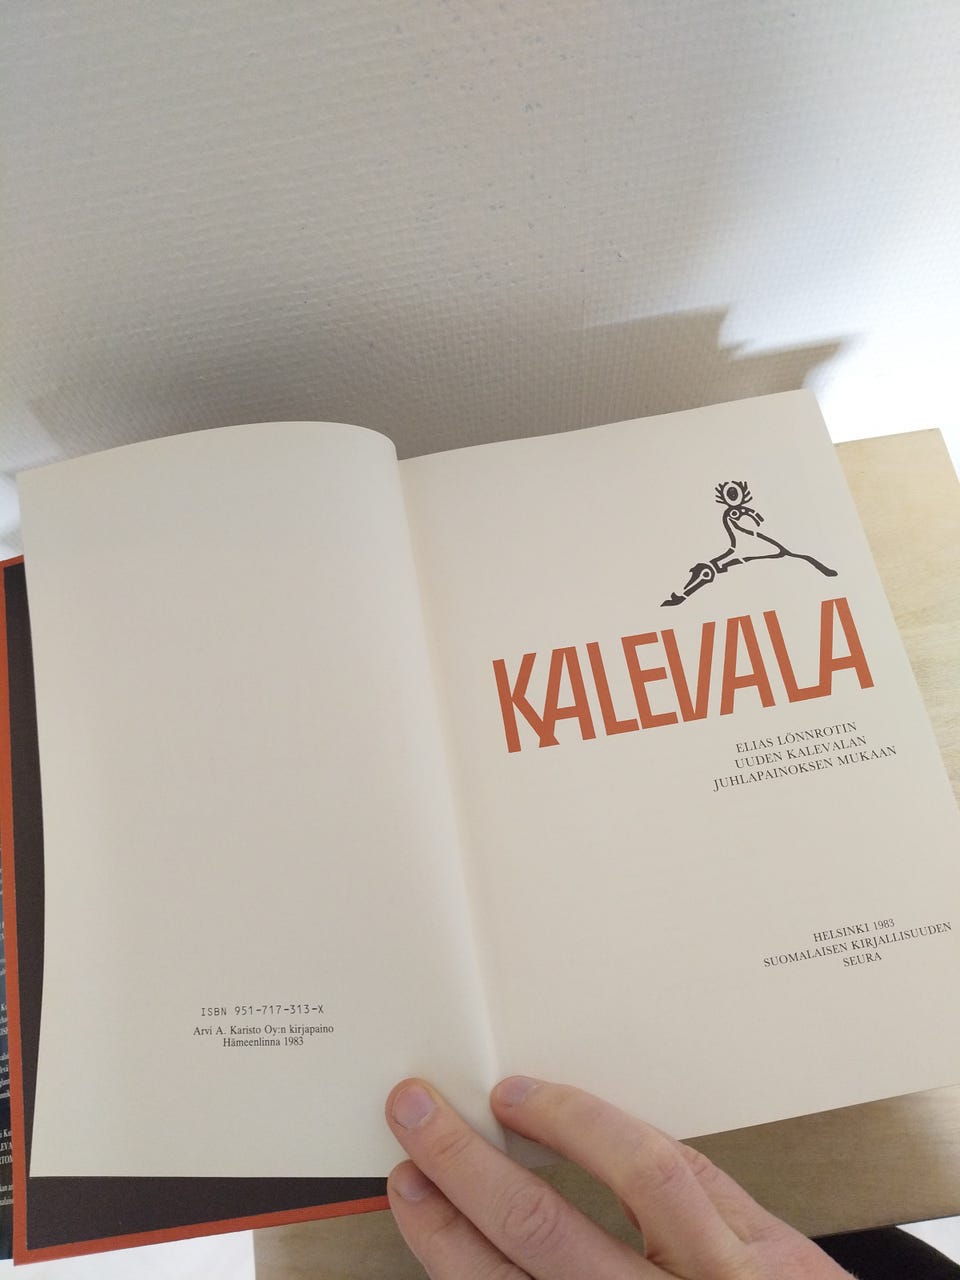 ISBN 951-717-313-X
Arvi A. Karisto Oy:n kirjapaino
Hämeenlinna 1983
KALEVALA
ELIAS LÖNNROTIN
UUDEN KALEVALAN
JUHLAPAINOKSEN MUKAAN
HELSINKI 1983
SUOMALAISEN KIRJALLISUUDEN
SEURA